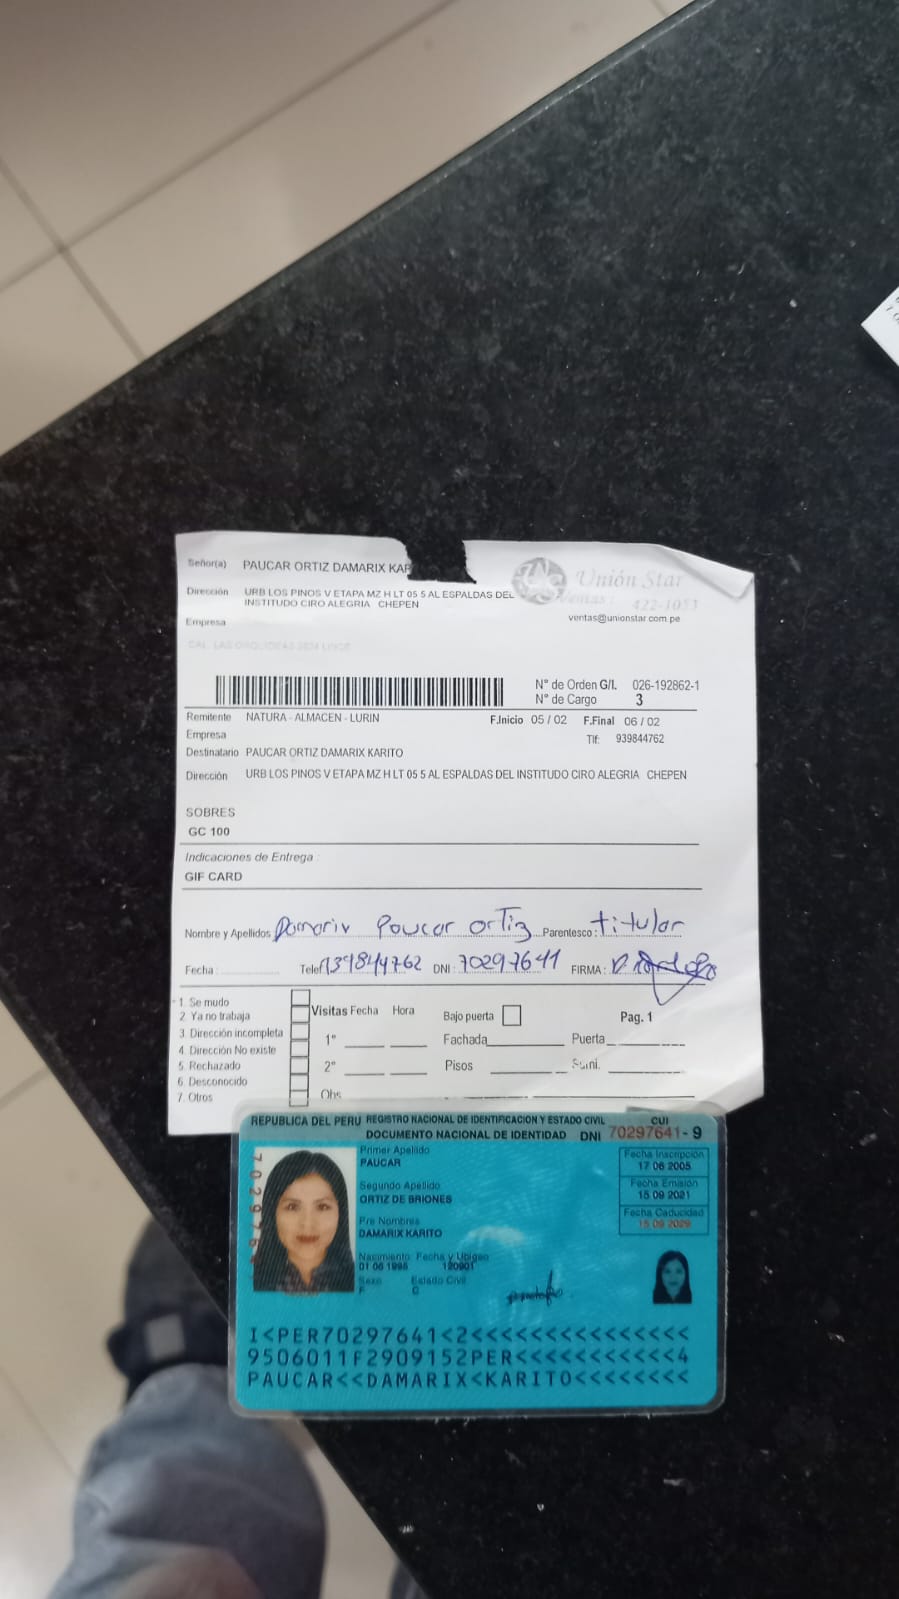 Señor(a) PAUCAR ORTIZ DAMARIX KAR
Dirección URB LOS PINOS V ETAPA MZ H LT 05 5 AL ESPALDAS DEL
INSTITUDO CIRO ALEGRIA CHEPEN
Empresa
Unión Star
Ventas: 422-1053
ventas@unionstar.com.pe
CAL. LAS ORQUIDEAS 2624 LINCE
N° de Orden G/I. 026-192862-1
N° de Cargo 3
Remitente NATURA - ALMACEN - LURIN F.Inicio 05 / 02 F.Final 06 / 02
Empresa Tlf: 939844762
Destinatario PAUCAR ORTIZ DAMARIX KARITO
Dirección URB LOS PINOS V ETAPA MZ H LT 05 5 AL ESPALDAS DEL INSTITUDO CIRO ALEGRIA CHEPEN
SOBRES
GC 100
Indicaciones de Entrega :
GIF CARD
Nombre y Apellidos Damarix Paucar Ortiz Parentesco: titular
Fecha: Telef 939844762 DNI: 70297641 FIRMA:
1. Se mudo
2. Ya no trabaja
3. Dirección incompleta
4. Dirección No existe
5. Rechazado
6. Desconocido
7. Otros
Visitas Fecha Hora Bajo puerta Pag. 1
1° Fachada Puerta
2° Pisos Sumi.
Obs
REPUBLICA DEL PERU REGISTRO NACIONAL DE IDENTIFICACION Y ESTADO CIVIL CUI
DOCUMENTO NACIONAL DE IDENTIDAD DNI 70297641 - 9
Primer Apellido
PAUCAR
Segundo Apellido
ORTIZ DE BRIONES
Pre Nombres
DAMARIX KARITO
Nacimiento: Fecha y Ubigeo
01 06 1995 120901
Sexo Estado Civil
F C
Fecha Inscripción
17 06 2005
Fecha Emisión
15 09 2021
Fecha Caducidad
15 09 2029
I<PER70297641<2<<<<<<<<<<<<<<<
9506011F2909152PER<<<<<<<<<<<4
PAUCAR<<DAMARIX<KARITO<<<<<<<<